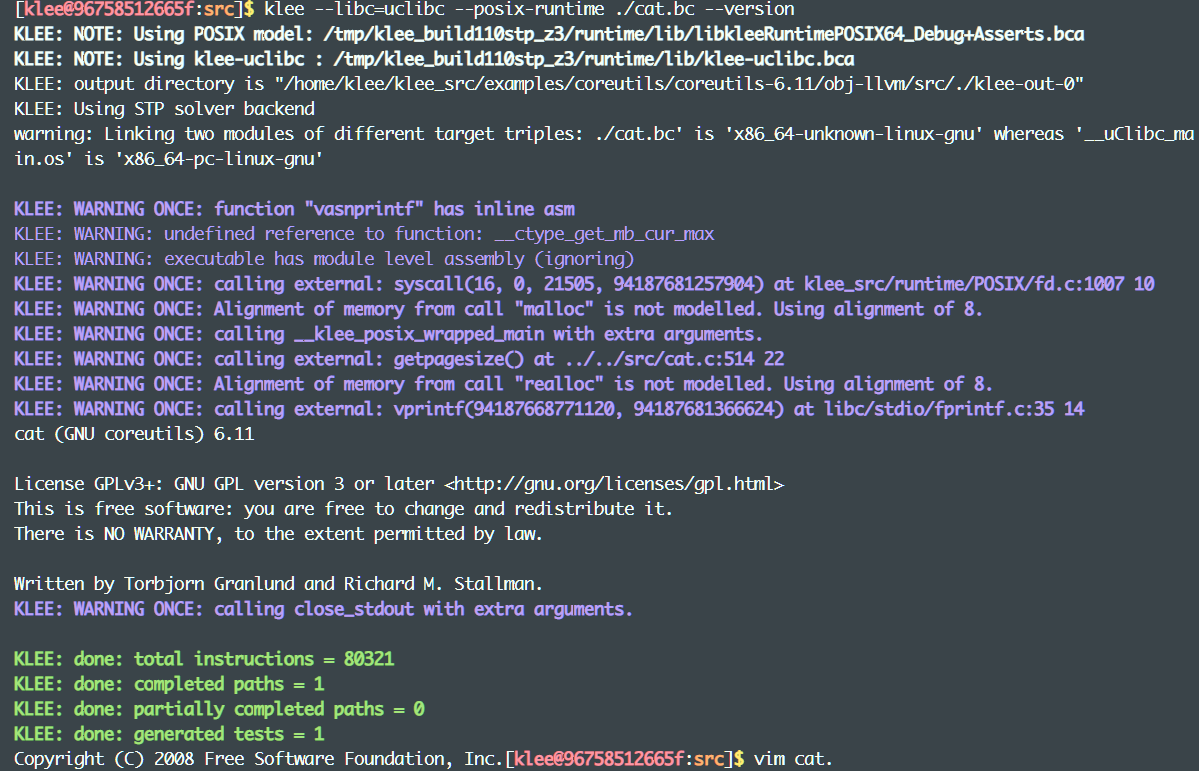 [klee@96758512665f:src]$ klee --libc=uclibc --posix-runtime ./cat.bc --version
KLEE: NOTE: Using POSIX model: /tmp/klee_build110stp_z3/runtime/lib/libkleeRuntimePOSIX64_Debug+Asserts.bca
KLEE: NOTE: Using klee-uclibc : /tmp/klee_build110stp_z3/runtime/lib/klee-uclibc.bca
KLEE: output directory is "/home/klee/klee_src/examples/coreutils/coreutils-6.11/obj-llvm/src/./klee-out-0"
KLEE: Using STP solver backend
warning: Linking two modules of different target triples: ./cat.bc' is 'x86_64-unknown-linux-gnu' whereas '__uClibc_ma
in.os' is 'x86_64-pc-linux-gnu'
KLEE: WARNING ONCE: function "vasnprintf" has inline asm
KLEE: WARNING: undefined reference to function: __ctype_get_mb_cur_max
KLEE: WARNING: executable has module level assembly (ignoring)
KLEE: WARNING ONCE: calling external: syscall(16, 0, 21505, 94187681257904) at klee_src/runtime/POSIX/fd.c:1007 10
KLEE: WARNING ONCE: Alignment of memory from call "malloc" is not modelled. Using alignment of 8.
KLEE: WARNING ONCE: calling __klee_posix_wrapped_main with extra arguments.
KLEE: WARNING ONCE: calling external: getpagesize() at ../../src/cat.c:514 22
KLEE: WARNING ONCE: Alignment of memory from call "realloc" is not modelled. Using alignment of 8.
KLEE: WARNING ONCE: calling external: vprintf(94187668771120, 94187681366624) at libc/stdio/fprintf.c:35 14
cat (GNU coreutils) 6.11
License GPLv3+: GNU GPL version 3 or later <http://gnu.org/licenses/gpl.html>
This is free software: you are free to change and redistribute it.
There is NO WARRANTY, to the extent permitted by law.
Written by Torbjorn Granlund and Richard M. Stallman.
KLEE: WARNING ONCE: calling close_stdout with extra arguments.
KLEE: done: total instructions = 80321
KLEE: done: completed paths = 1
KLEE: done: partially completed paths = 0
KLEE: done: generated tests = 1
Copyright (C) 2008 Free Software Foundation, Inc.[klee@96758512665f:src]$ vim cat.